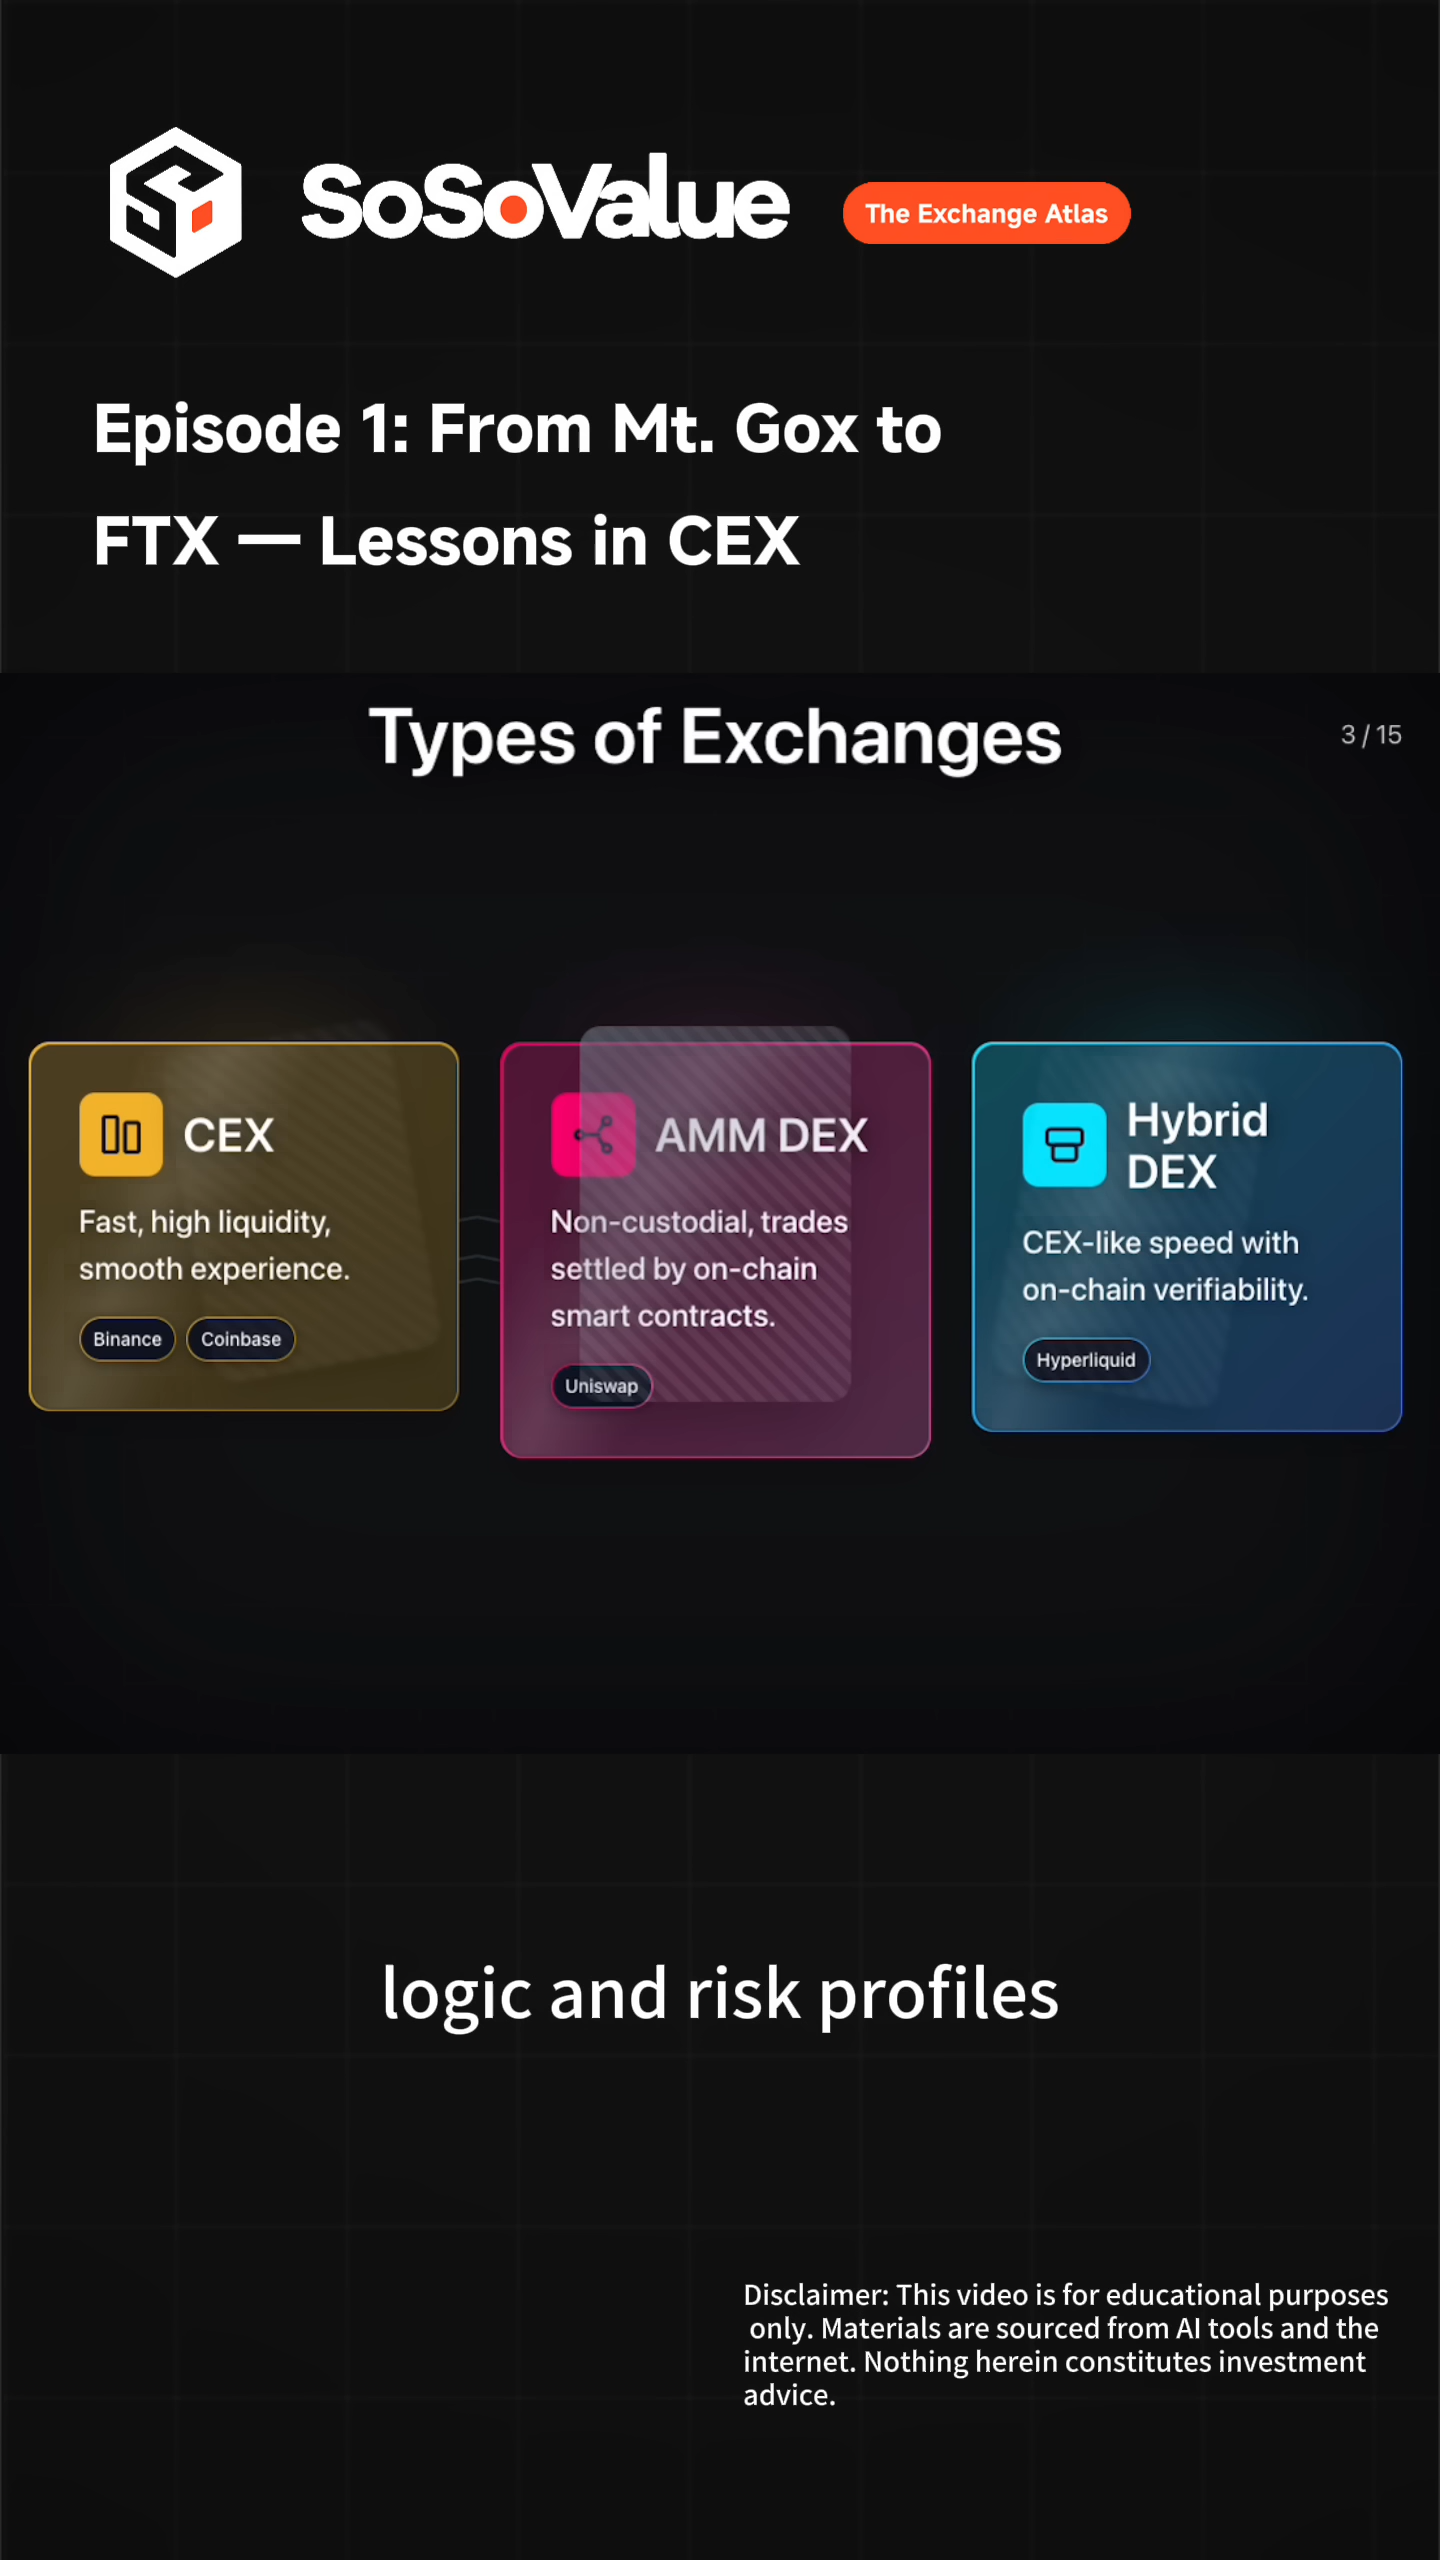 SoSoValue
The Exchange Atlas
Episode 1: From Mt. Gox to
FTX — Lessons in CEX
Types of Exchanges
3 / 15
CEX
Fast, high liquidity,
smooth experience.
Binance
Coinbase
AMM DEX
Non-custodial, trades
settled by on-chain
smart contracts.
Uniswap
Hybrid
DEX
CEX-like speed with
on-chain verifiability.
Hyperliquid
logic and risk profiles
Disclaimer: This video is for educational purposes
only. Materials are sourced from AI tools and the
internet. Nothing herein constitutes investment
advice.